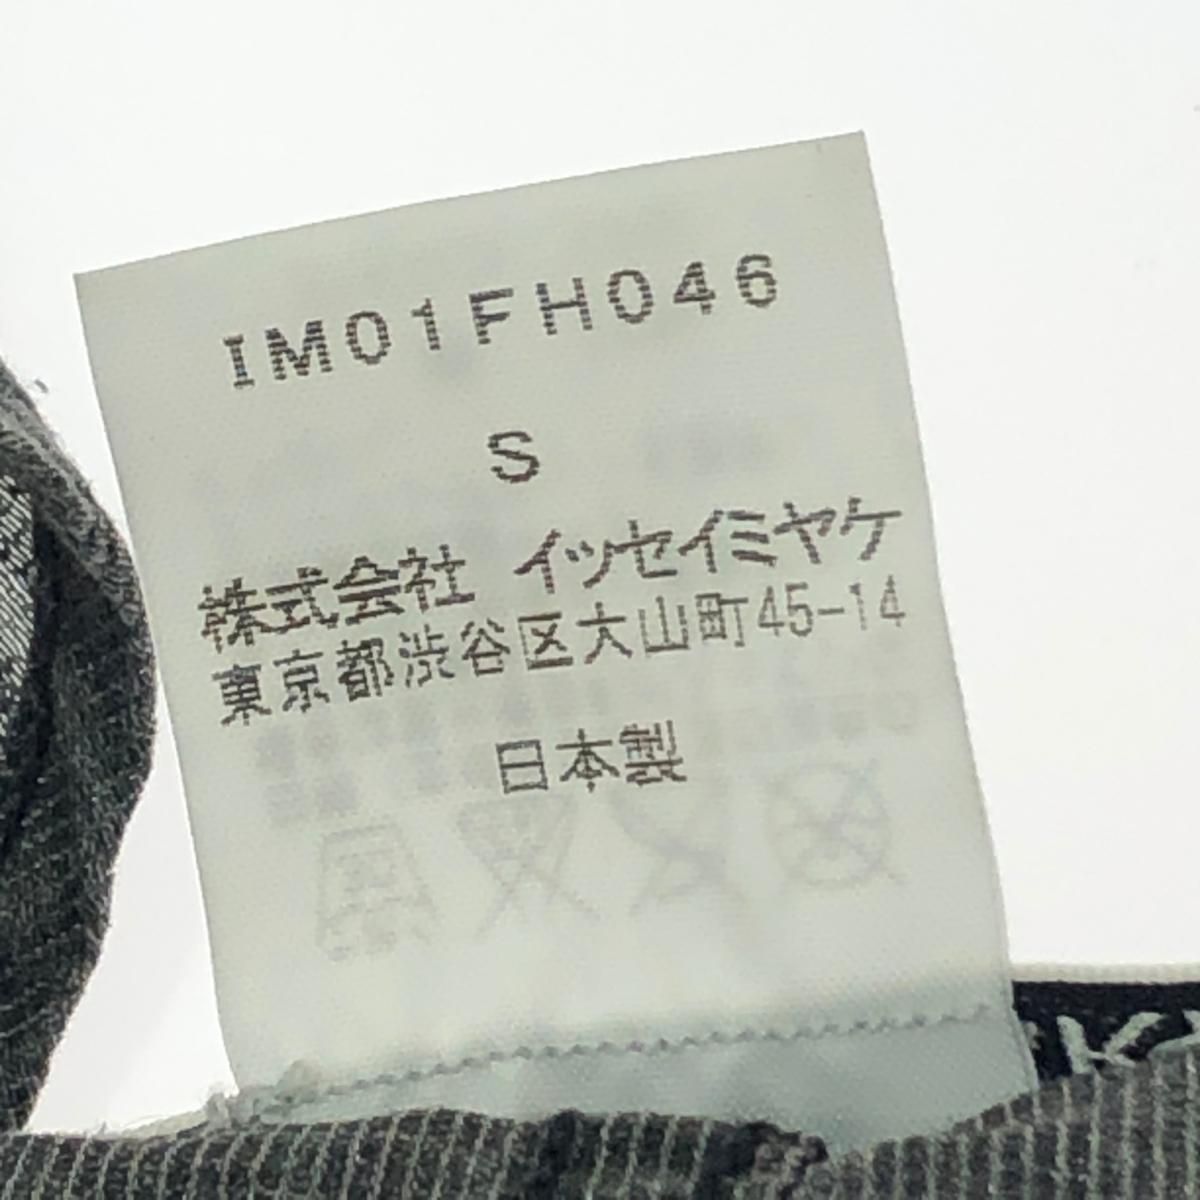 IM01FH046
S
株式会社 イッセイミヤケ
東京都渋谷区大山町45-14
日本製